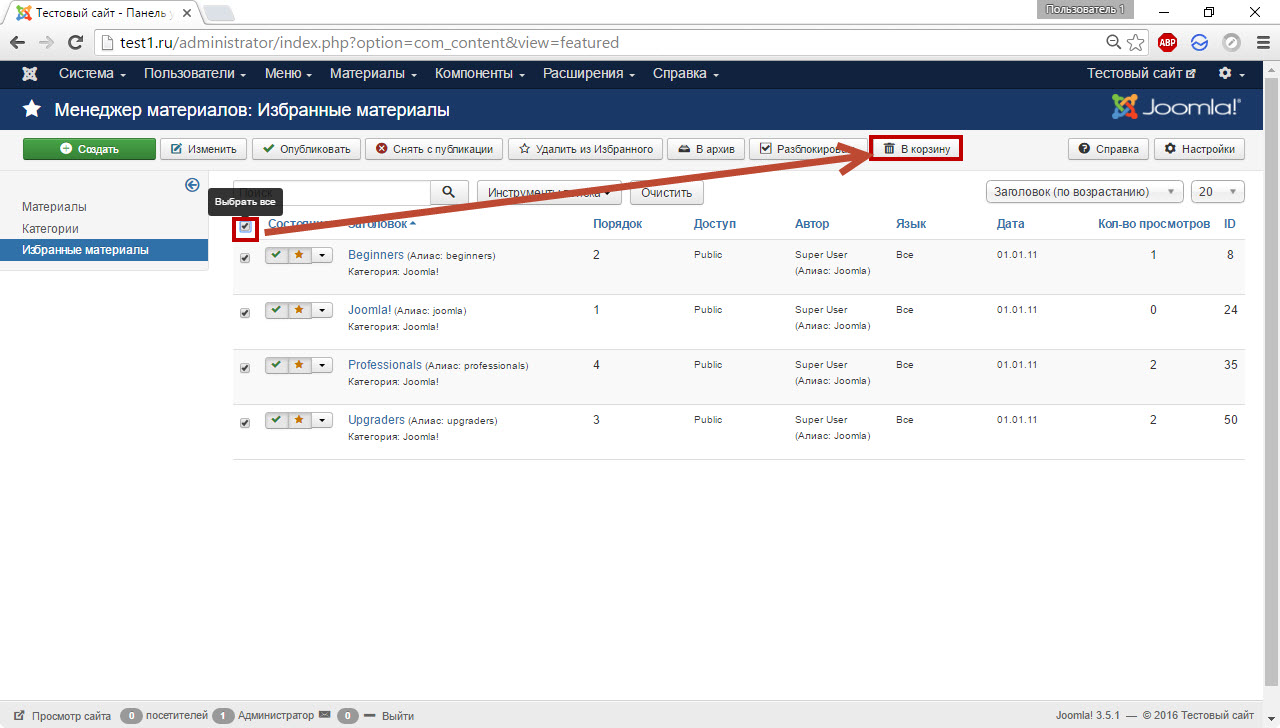 Тестовый сайт - Панель у
Пользователь 1
test1.ru/administrator/index.php?option=com_content&view=featured
ABP
Система Пользователи Меню Материалы Компоненты Расширения Справка Тестовый сайт
Менеджер материалов: Избранные материалы Joomla!®
Создать Изменить Опубликовать Снять с публикации Удалить из Избранного В архив В корзину Справка Настройки
Поиск Очистить Заголовок (по возрастанию) 20
Выбрать все
Материалы
Категории
Избранные материалы
Заголовок Порядок Доступ Автор Язык Дата Кол-во просмотров ID
Beginners (Алиас: beginners) 2 Public Super User Все 01.01.11 1 8
Категория: Joomla! (Алиас: Joomla)
Joomla! (Алиас: joomla) 1 Public Super User Все 01.01.11 0 24
Категория: Joomla! (Алиас: Joomla)
Professionals (Алиас: professionals) 4 Public Super User Все 01.01.11 2 35
Категория: Joomla! (Алиас: Joomla)
Upgraders (Алиас: upgraders) 3 Public Super User Все 01.01.11 2 50
Категория: Joomla! (Алиас: Joomla)
Просмотр сайта 0 посетителей 1 Администратор 0 Выйти Joomla! 3.5.1 — © 2016 Тестовый сайт